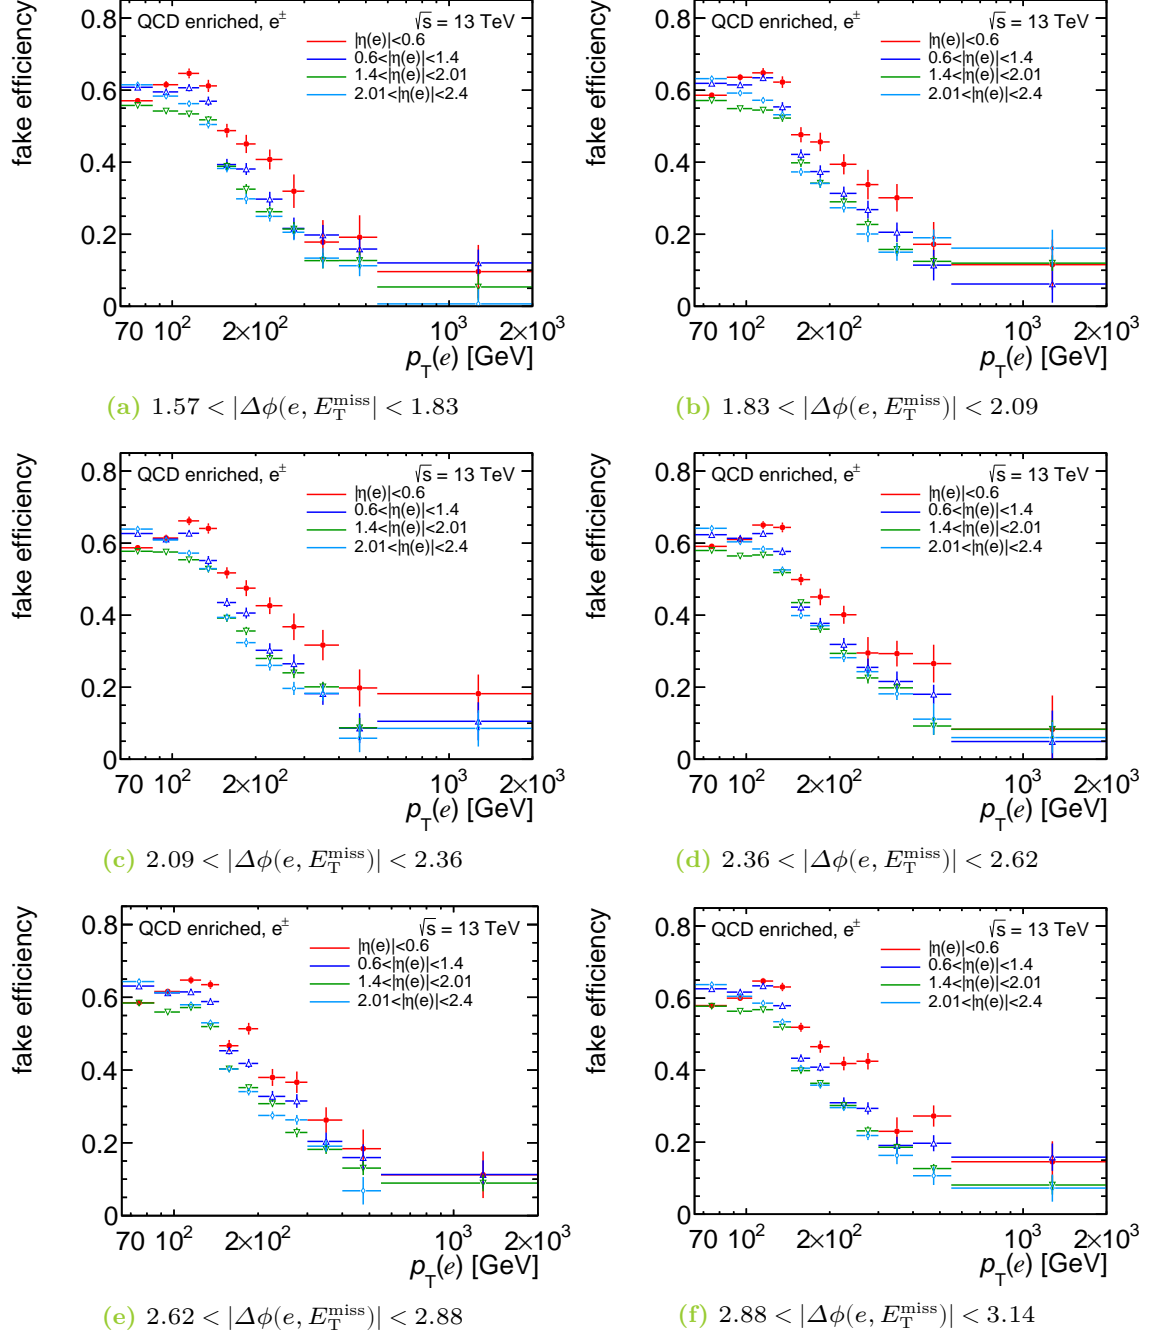 fake efficiency
0.8
0.6
0.4
0.2
0
QCD enriched, e±
√s = 13 TeV
|η(e)|<0.6
0.6<|η(e)|<1.4
1.4<|η(e)|<2.01
2.01<|η(e)|<2.4
70 10² 2×10² 10³ 2×10³
p_T(e) [GeV]
(a) 1.57 < |Δϕ(e, E_T^miss| < 1.83
fake efficiency
0.8
0.6
0.4
0.2
0
QCD enriched, e±
√s = 13 TeV
|η(e)|<0.6
0.6<|η(e)|<1.4
1.4<|η(e)|<2.01
2.01<|η(e)|<2.4
70 10² 2×10² 10³ 2×10³
p_T(e) [GeV]
(b) 1.83 < |Δϕ(e, E_T^miss)| < 2.09
fake efficiency
0.8
0.6
0.4
0.2
0
QCD enriched, e±
√s = 13 TeV
|η(e)|<0.6
0.6<|η(e)|<1.4
1.4<|η(e)|<2.01
2.01<|η(e)|<2.4
70 10² 2×10² 10³ 2×10³
p_T(e) [GeV]
(c) 2.09 < |Δϕ(e, E_T^miss)| < 2.36
fake efficiency
0.8
0.6
0.4
0.2
0
QCD enriched, e±
√s = 13 TeV
|η(e)|<0.6
0.6<|η(e)|<1.4
1.4<|η(e)|<2.01
2.01<|η(e)|<2.4
70 10² 2×10² 10³ 2×10³
p_T(e) [GeV]
(d) 2.36 < |Δϕ(e, E_T^miss)| < 2.62
fake efficiency
0.8
0.6
0.4
0.2
0
QCD enriched, e±
√s = 13 TeV
|η(e)|<0.6
0.6<|η(e)|<1.4
1.4<|η(e)|<2.01
2.01<|η(e)|<2.4
70 10² 2×10² 10³ 2×10³
p_T(e) [GeV]
(e) 2.62 < |Δϕ(e, E_T^miss)| < 2.88
fake efficiency
0.8
0.6
0.4
0.2
0
QCD enriched, e±
√s = 13 TeV
|η(e)|<0.6
0.6<|η(e)|<1.4
1.4<|η(e)|<2.01
2.01<|η(e)|<2.4
70 10² 2×10² 10³ 2×10³
p_T(e) [GeV]
(f) 2.88 < |Δϕ(e, E_T^miss)| < 3.14